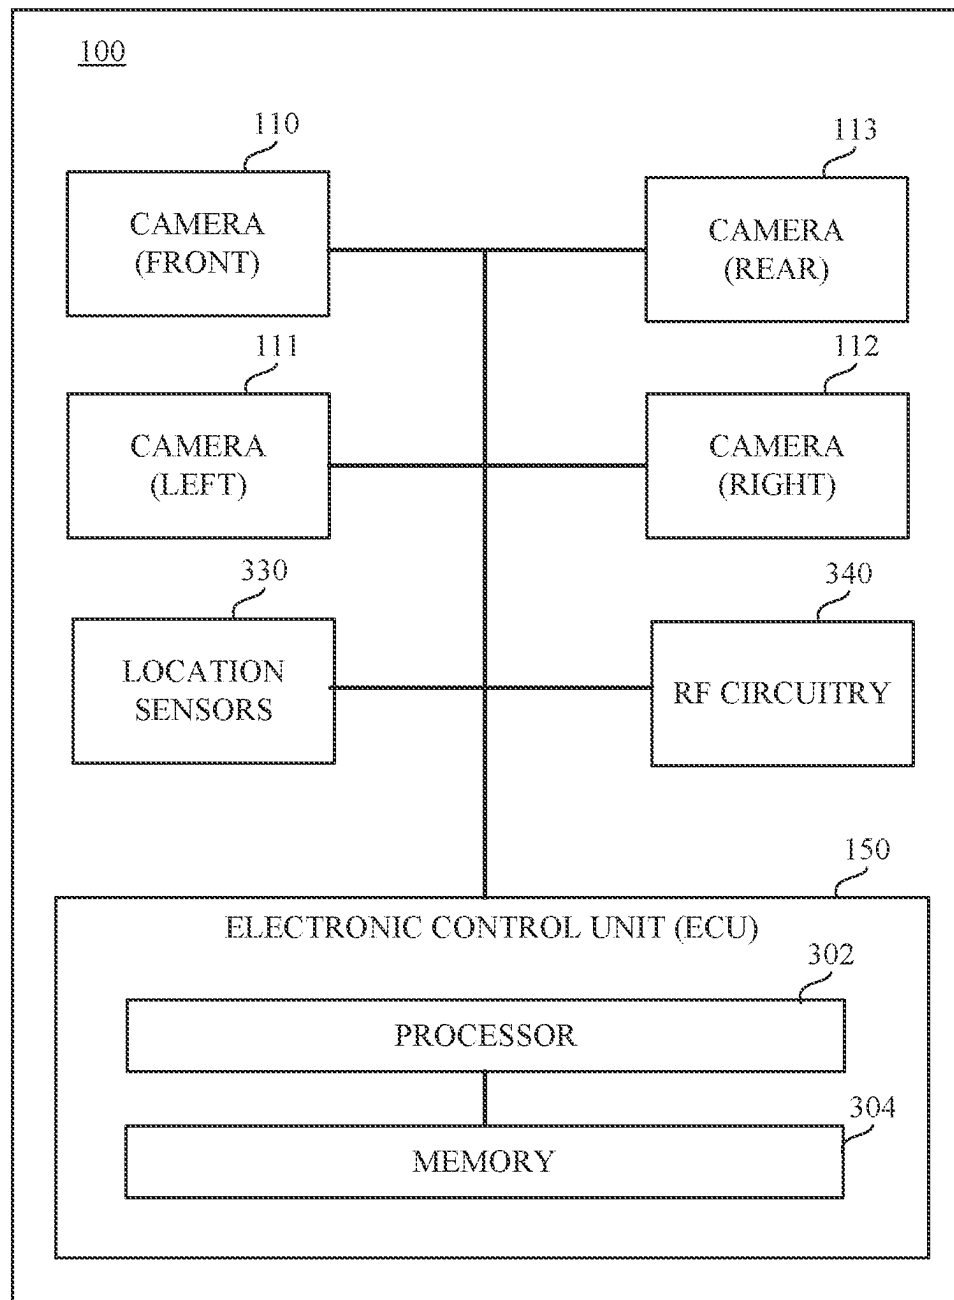 100
110
CAMERA
(FRONT)
113
CAMERA
(REAR)
111
CAMERA
(LEFT)
112
CAMERA
(RIGHT)
330
LOCATION
SENSORS
340
RF CIRCUITRY
150
ELECTRONIC CONTROL UNIT (ECU)
302
PROCESSOR
304
MEMORY